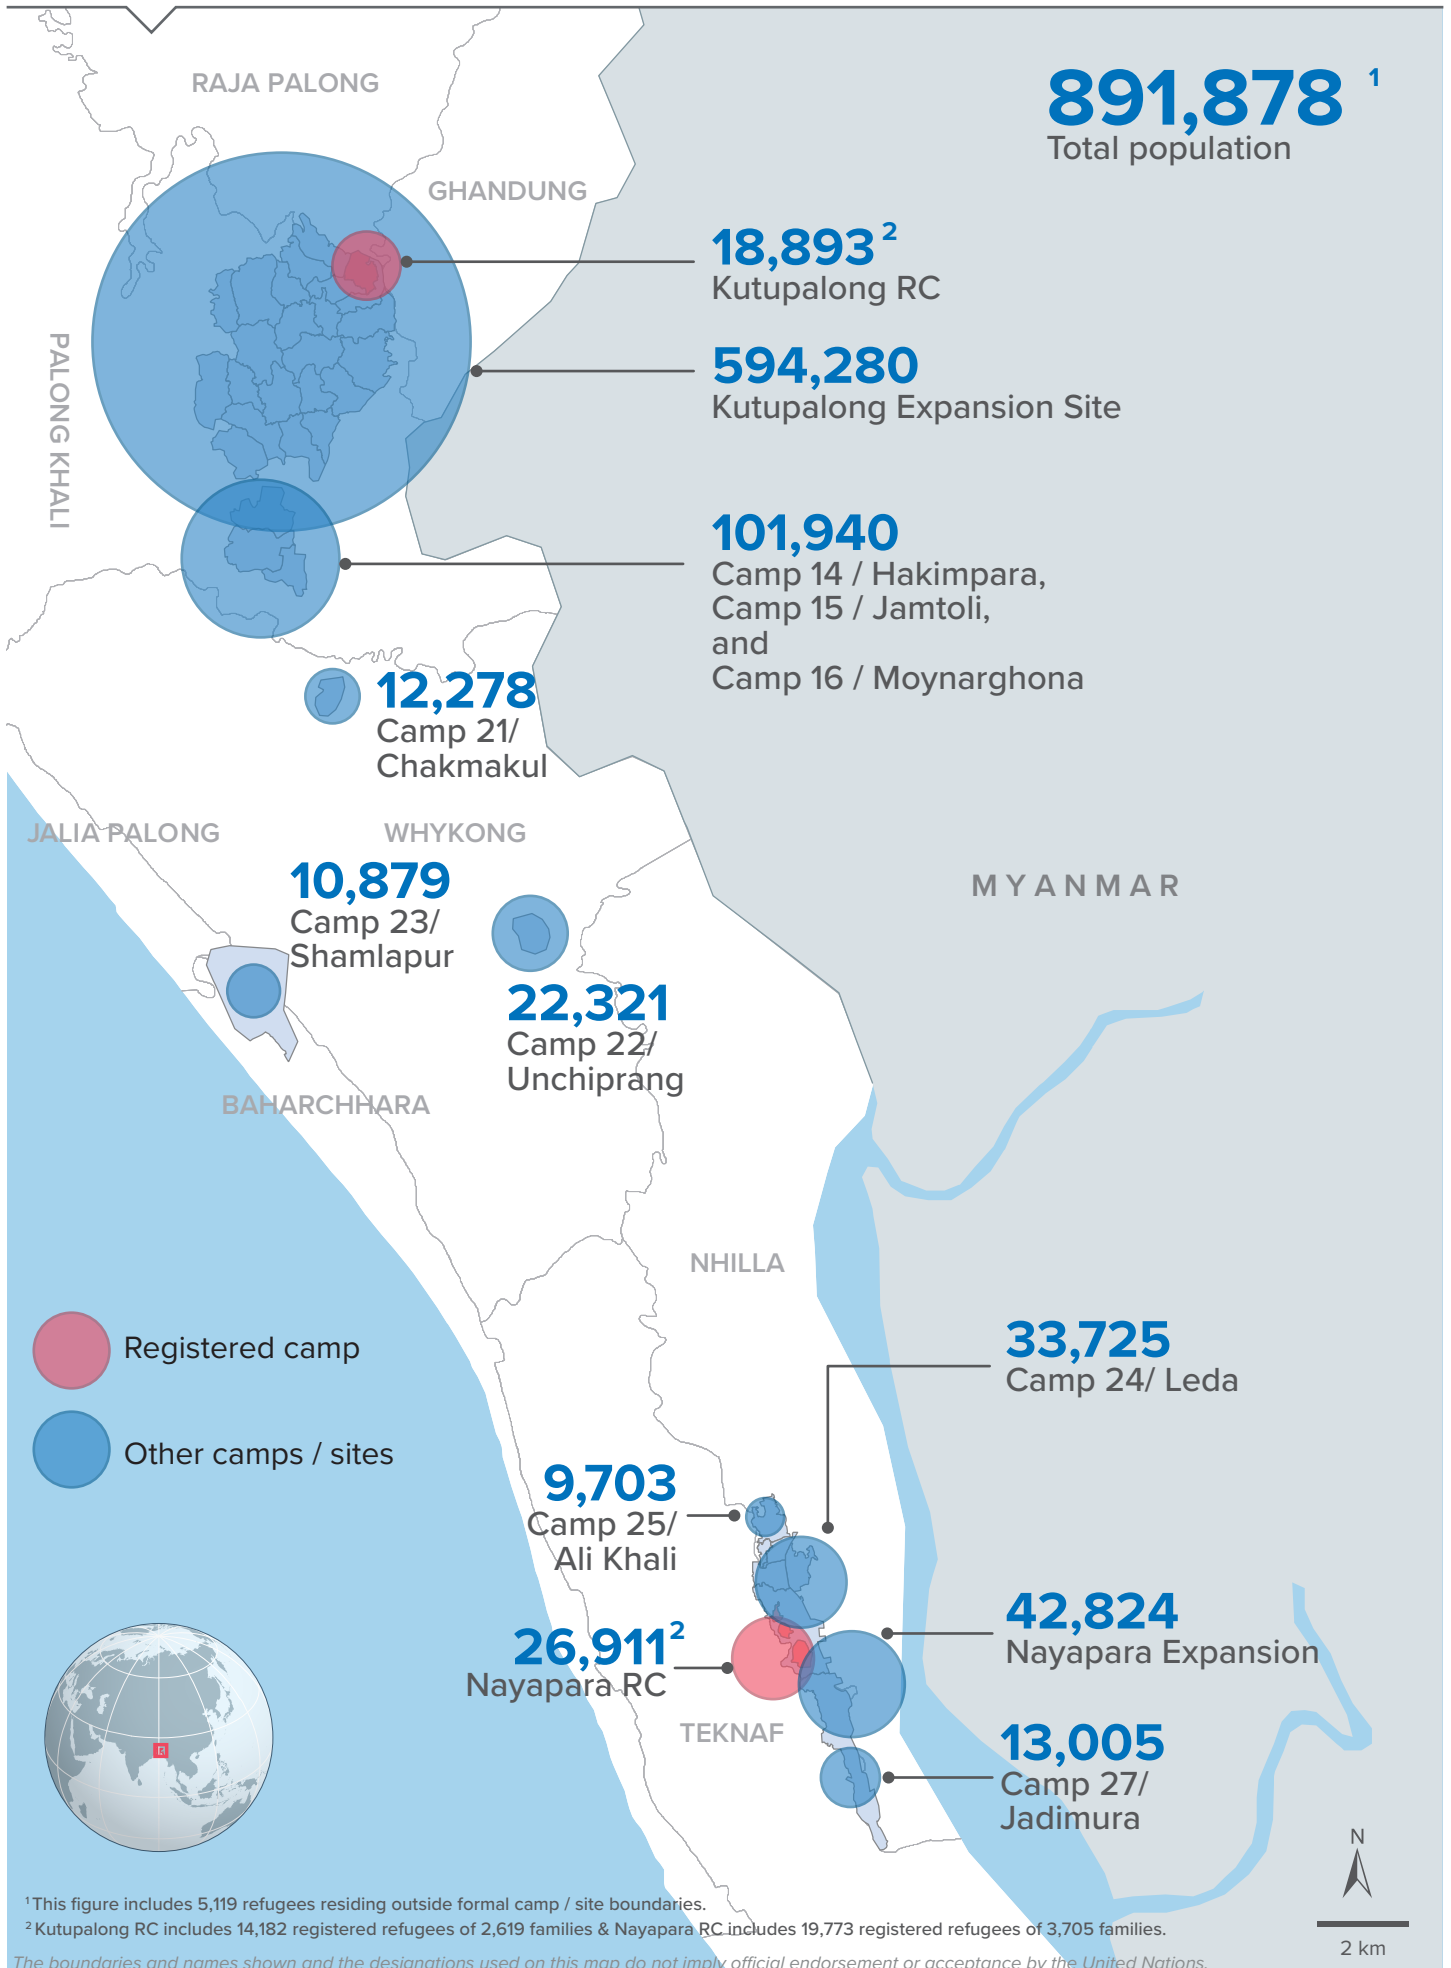 RAJA PALONG
891,878 1
Total population
GHANDUNG
18,893 2
Kutupalong RC
594,280
Kutupalong Expansion Site
PALONG KHALI
101,940
Camp 14 / Hakimpara,
Camp 15 / Jamtoli,
and
Camp 16 / Moynarghona
12,278
Camp 21/
Chakmakul
JALIA PALONG
WHYKONG
10,879
Camp 23/
Shamlapur
MYANMAR
22,321
Camp 22/
Unchiprang
BAHARCHHARA
NHILLA
Registered camp
Other camps / sites
33,725
Camp 24/ Leda
9,703
Camp 25/
Ali Khali
42,824
Nayapara Expansion
26,911 2
Nayapara RC
TEKNAF
13,005
Camp 27/
Jadimura
N
2 km
1 This figure includes 5,119 refugees residing outside formal camp / site boundaries.
2 Kutupalong RC includes 14,182 registered refugees of 2,619 families & Nayapara RC includes 19,773 registered refugees of 3,705 families.
The boundaries and names shown and the designations used on this map do not imply official endorsement or acceptance by the United Nations.